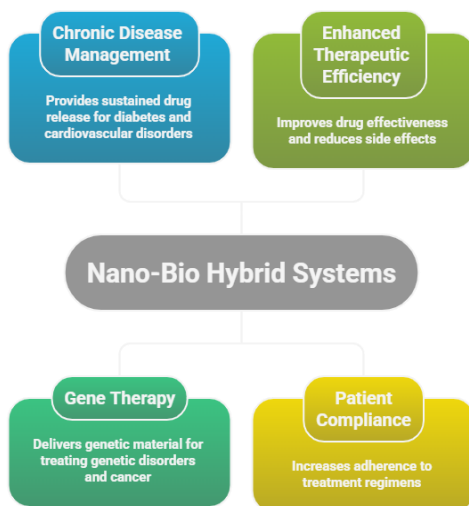 Chronic Disease
Management
Provides sustained drug
release for diabetes and
cardiovascular disorders
Enhanced
Therapeutic
Efficiency
Improves drug effectiveness
and reduces side effects
Nano-Bio Hybrid Systems
Gene Therapy
Delivers genetic material for
treating genetic disorders
and cancer
Patient
Compliance
Increases adherence to
treatment regimens